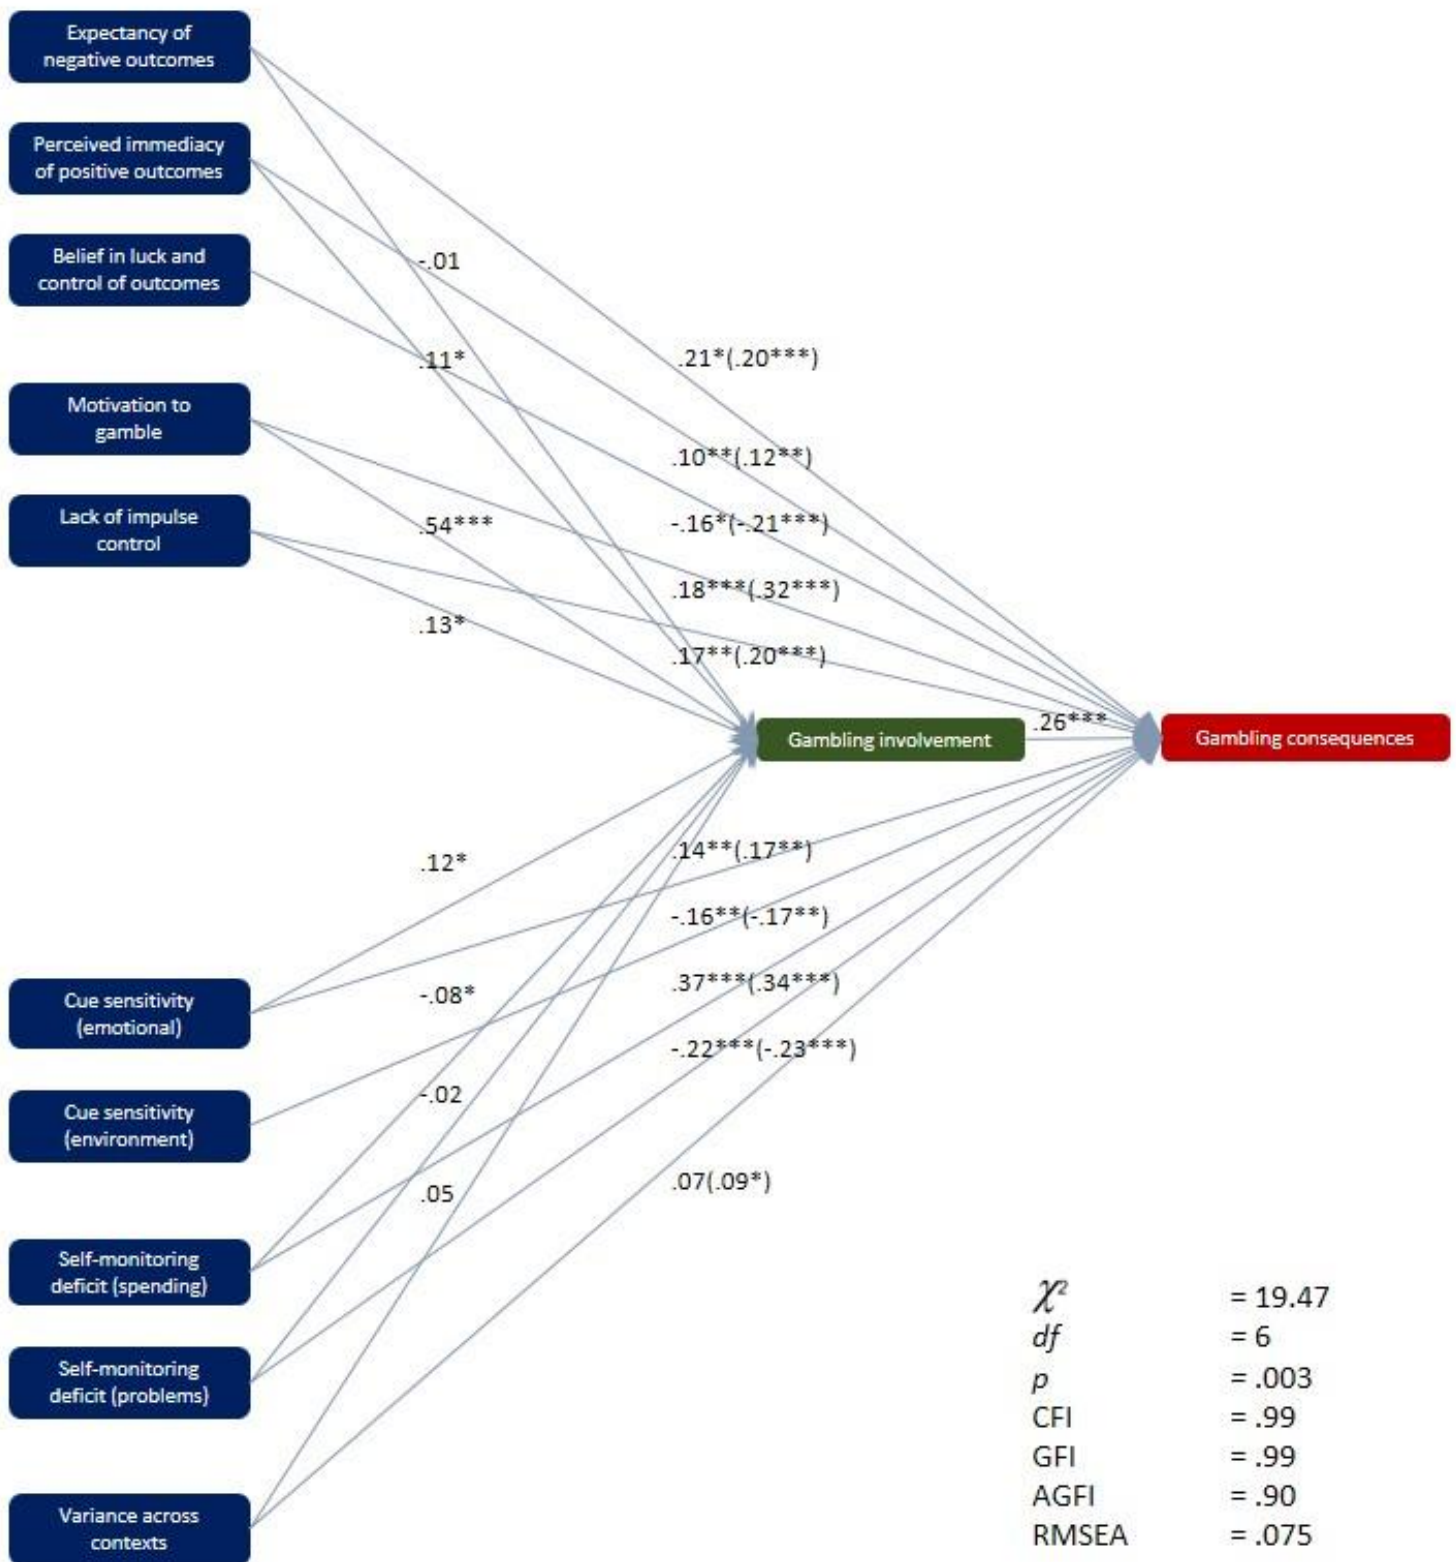 Expectancy of
negative outcomes
Perceived immediacy
of positive outcomes
Belief in luck and
control of outcomes
Motivation to
gamble
Lack of impulse
control
-.01
.11*
.54***
.13*
.21*(.20***)
.10**(.12**)
-.16*(-.21***)
.18***(.32***)
.17**(.20***)
Gambling involvement
.26***
Gambling consequences
.12*
-.08*
-.02
.05
.14**(.17**)
-.16**(-.17**)
.37***(.34***)
-.22***(-.23***)
.07(.09*)
Cue sensitivity
(emotional)
Cue sensitivity
(environment)
Self-monitoring
deficit (spending)
Self-monitoring
deficit (problems)
Variance across
contexts
χ² = 19.47
df = 6
p = .003
CFI = .99
GFI = .99
AGFI = .90
RMSEA = .075